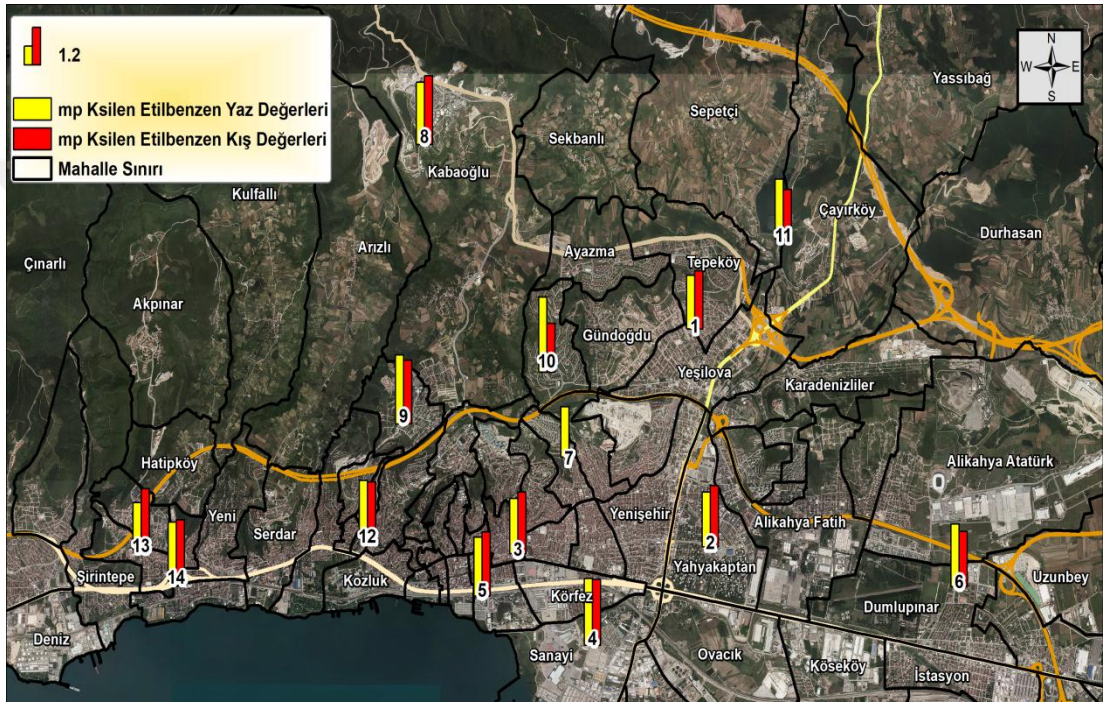 1.2
mp Ksilen Etilbenzen Yaz Değerleri
mp Ksilen Etilbenzen Kış Değerleri
Mahalle Sınırı
N
W E
S
Yassıbağ
Sepetçi
Sekbanlı
8
Kabaoğlu
Kulfallı
Çayırköy
11
Durhasan
Arızlı
Ayazma
Tepeköy
Çınarlı
Akpınar
1
Gündoğdu
10
Yeşilova
Karadenizliler
9
7
Hatipköy
Alikahya Atatürk
Yenişehir
Alikahya Fatih
Yeni
Serdar
12
13
3
2
Yahyakaptan
14
Şirintepe
Kozluk
5
6
Uzunbey
Körfez
Dumlupınar
Deniz
4
Sanayi
Ovacık
Köseköy
İstasyon